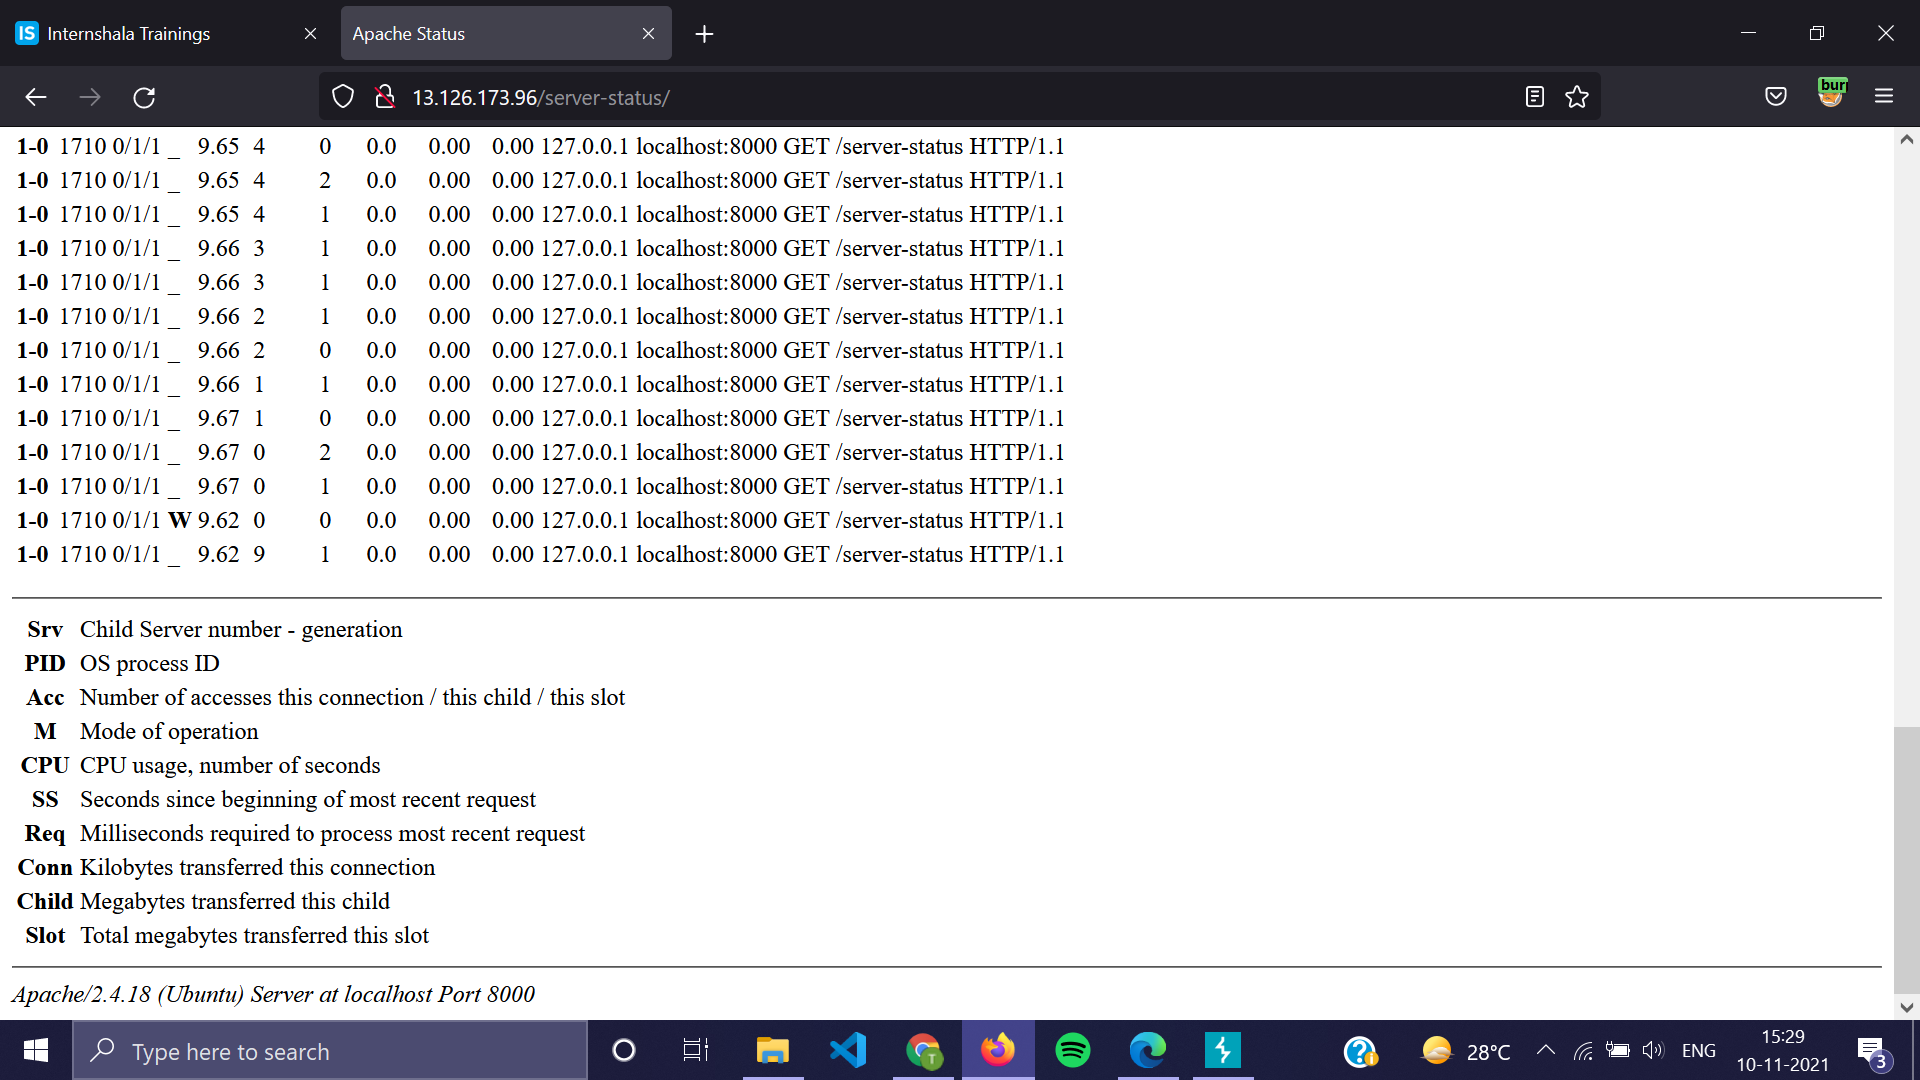 IS Internshala Trainings
Apache Status
13.126.173.96/server-status/
bur
1-0 1710 0/1/1 _ 9.65 4 0 0.0 0.00 0.00 127.0.0.1 localhost:8000 GET /server-status HTTP/1.1
1-0 1710 0/1/1 _ 9.65 4 2 0.0 0.00 0.00 127.0.0.1 localhost:8000 GET /server-status HTTP/1.1
1-0 1710 0/1/1 _ 9.65 4 1 0.0 0.00 0.00 127.0.0.1 localhost:8000 GET /server-status HTTP/1.1
1-0 1710 0/1/1 _ 9.66 3 1 0.0 0.00 0.00 127.0.0.1 localhost:8000 GET /server-status HTTP/1.1
1-0 1710 0/1/1 _ 9.66 3 1 0.0 0.00 0.00 127.0.0.1 localhost:8000 GET /server-status HTTP/1.1
1-0 1710 0/1/1 _ 9.66 2 1 0.0 0.00 0.00 127.0.0.1 localhost:8000 GET /server-status HTTP/1.1
1-0 1710 0/1/1 _ 9.66 2 0 0.0 0.00 0.00 127.0.0.1 localhost:8000 GET /server-status HTTP/1.1
1-0 1710 0/1/1 _ 9.66 1 1 0.0 0.00 0.00 127.0.0.1 localhost:8000 GET /server-status HTTP/1.1
1-0 1710 0/1/1 _ 9.67 1 0 0.0 0.00 0.00 127.0.0.1 localhost:8000 GET /server-status HTTP/1.1
1-0 1710 0/1/1 _ 9.67 0 2 0.0 0.00 0.00 127.0.0.1 localhost:8000 GET /server-status HTTP/1.1
1-0 1710 0/1/1 _ 9.67 0 1 0.0 0.00 0.00 127.0.0.1 localhost:8000 GET /server-status HTTP/1.1
1-0 1710 0/1/1 W 9.62 0 0 0.0 0.00 0.00 127.0.0.1 localhost:8000 GET /server-status HTTP/1.1
1-0 1710 0/1/1 _ 9.62 9 1 0.0 0.00 0.00 127.0.0.1 localhost:8000 GET /server-status HTTP/1.1
Srv Child Server number - generation
PID OS process ID
Acc Number of accesses this connection / this child / this slot
M Mode of operation
CPU CPU usage, number of seconds
SS Seconds since beginning of most recent request
Req Milliseconds required to process most recent request
Conn Kilobytes transferred this connection
Child Megabytes transferred this child
Slot Total megabytes transferred this slot
Apache/2.4.18 (Ubuntu) Server at localhost Port 8000
Type here to search
T
28°C
ENG
15:29
10-11-2021
3